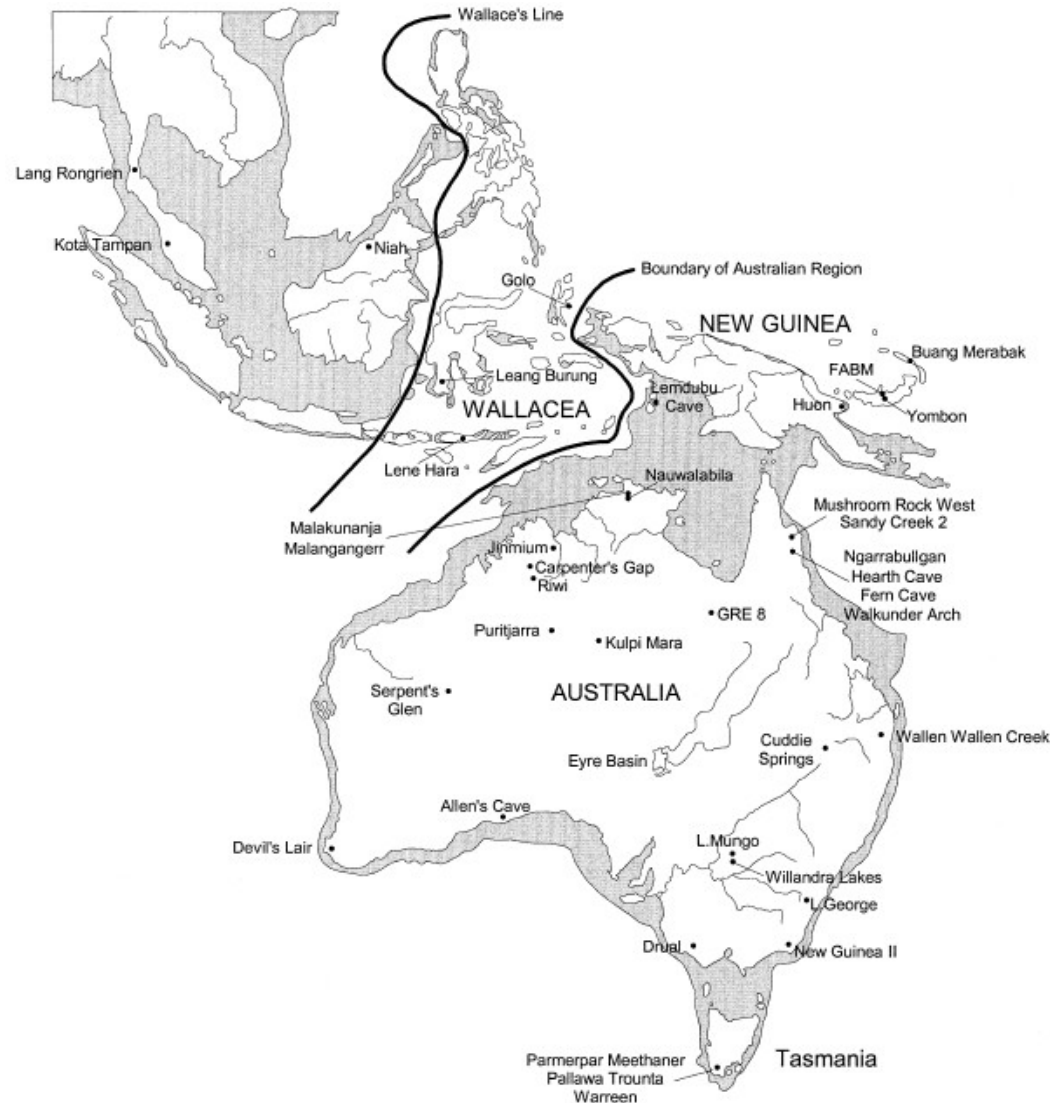 Wallace's Line
Lang Rongrien
Kota Tampan
Niah
Golo
Boundary of Australian Region
NEW GUINEA
Buang Merabak
FABM
Leang Burung
Lemdubu
Cave
WALLACEA
Huon
Yombon
Lene Hara
Nauwalabila
Malakunanja
Malangangerr
Mushroom Rock West
Sandy Creek 2
Jinmium
Ngarrabullgan
Carpenter's Gap
Hearth Cave
Riwi
Fern Cave
Walkunder Arch
GRE 8
Puritjarra
Kulpi Mara
Serpent's
Glen
AUSTRALIA
Wallen Wallen Creek
Cuddie
Springs
Eyre Basin
Allen's Cave
Devil's Lair
L.Mungo
Willandra Lakes
L.George
Drual
New Guinea II
Parmerpar Meethaner
Pallawa Trounta
Warreen
Tasmania